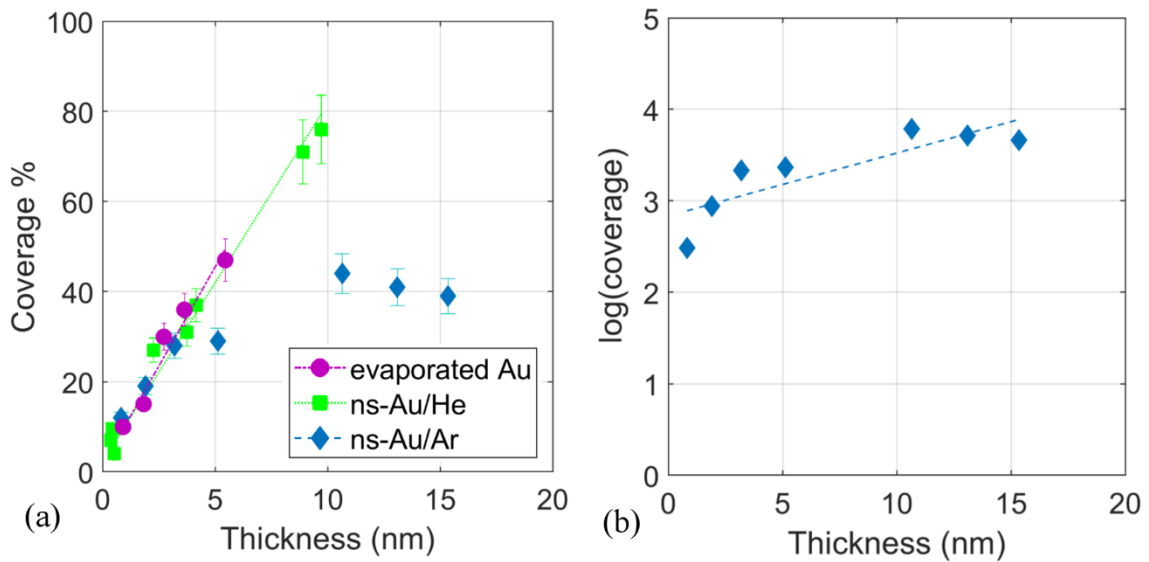 100
80
60
40
20
0
Coverage %
0 5 10 15 20
Thickness (nm)
evaporated Au
ns-Au/He
ns-Au/Ar
(a)
5
4
3
2
1
0
log(coverage)
0 5 10 15 20
Thickness (nm)
(b)